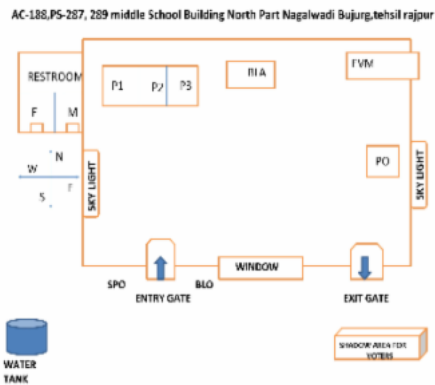 AC-188,PS-287, 289 middle School Building North Part Nagalwadi Bujurg,tehsil rajpur
RESTROOM
F M
P1 P2 P3
BLA
EVM
N
W
E
S
SKY LIGHT
PO
SKY LIGHT
WINDOW
SPO
ENTRY GATE
BLO
EXIT GATE
WATER
TANK
SHADOW AREA FOR
VOTERS